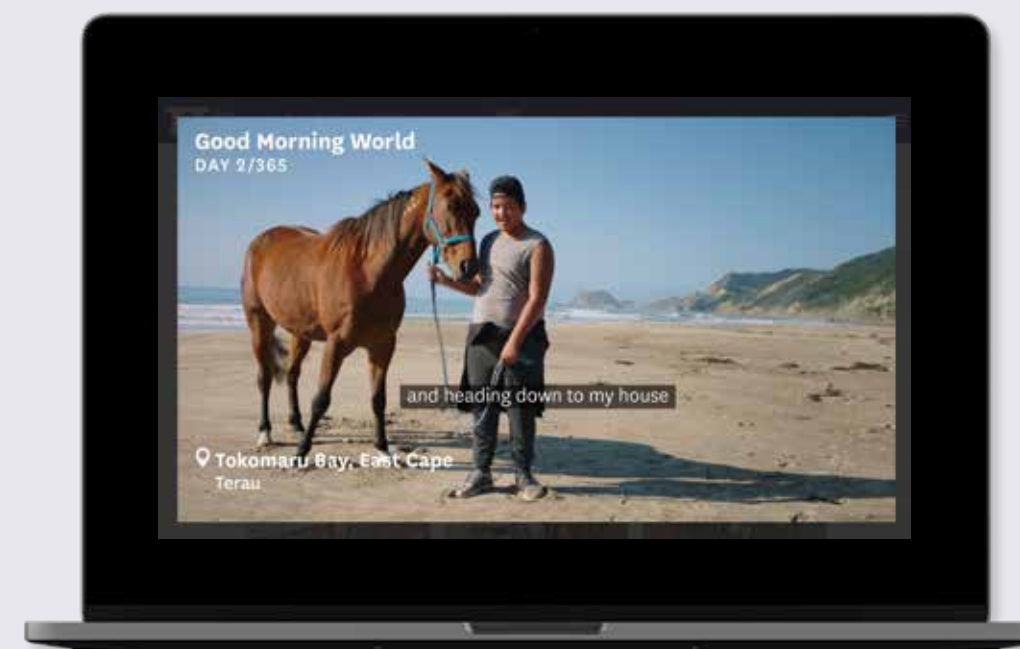 Good Morning World
DAY 2/365
and heading down to my house
Tokomaru Bay, East Cape
Terau